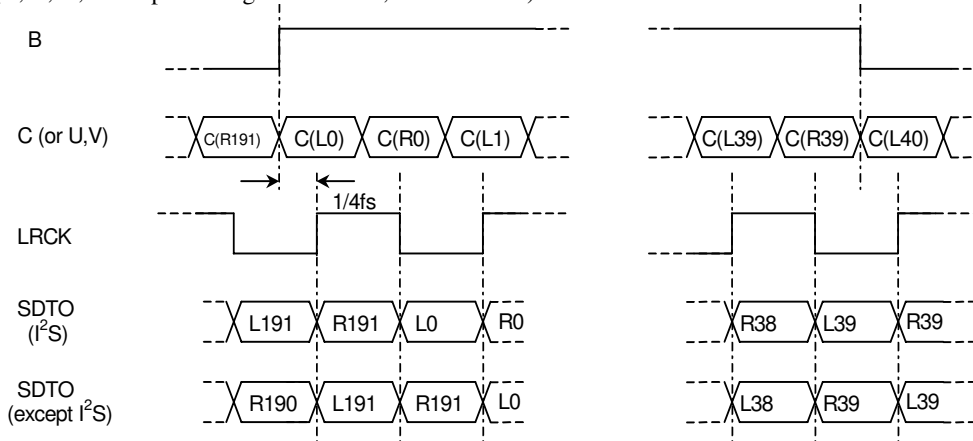 B
C (or U,V)
C(R191) C(L0) C(R0) C(L1) C(L39) C(R39) C(L40)
1/4fs
LRCK
SDTO
(I²S)
L191 R191 L0 R0 R38 L39 R39
SDTO
(except I²S)
R190 L191 R191 L0 L38 R39 L39